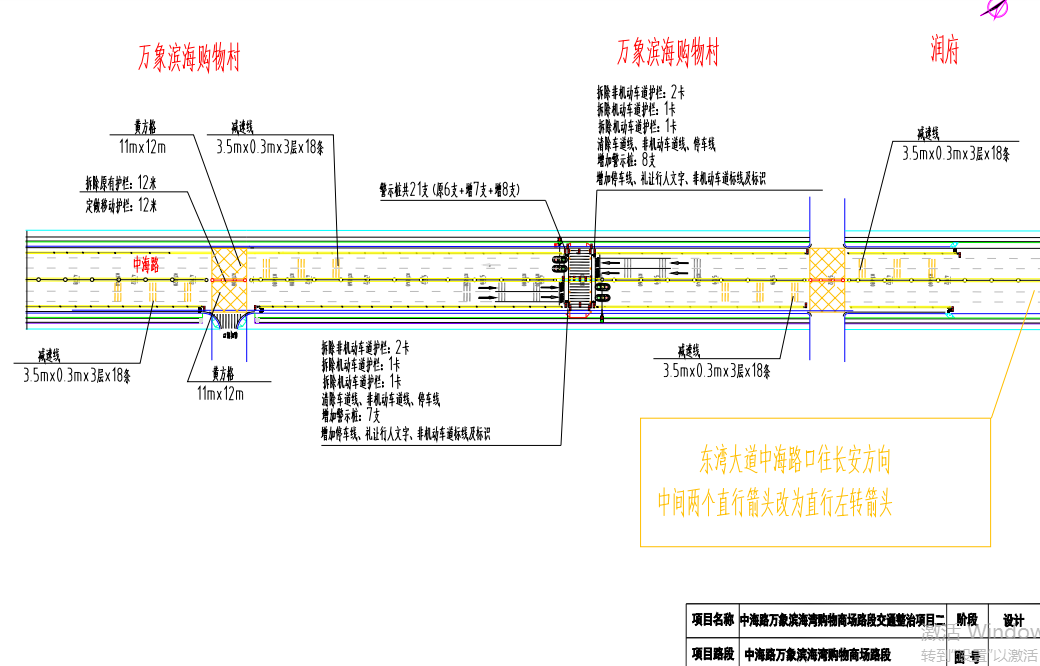 万象滨海购物村
万象滨海购物村
润府
黄方格
11mx12m
减速线
3.5mx0.3mx3层x18条
拆除原有护栏：12米
定做移动护栏：12米
警示桩共21支（原6支+增7支+增8支）
拆除非机动车道护栏：2卡
拆除机动车道护栏：1卡
拆除机动车道护栏：1卡
清除车道线、非机动车道线、停车线
增加警示桩：8支
增加停车线、礼让行人文字、非机动车道标线及标识
减速线
3.5mx0.3mx3层x18条
中海路
减速线
3.5mx0.3mx3层x18条
黄方格
11mx12m
拆除非机动车道护栏：2卡
拆除机动车道护栏：1卡
拆除机动车道护栏：1卡
清除车道线、非机动车道线、停车线
增加警示桩：7支
增加停车线、礼让行人文字、非机动车道标线及标识
减速线
3.5mx0.3mx3层x18条
东湾大道中海路口往长安方向
中间两个直行箭头改为直行左转箭头
项目名称 中海路万象滨海湾购物商场路段交通整治项目二 阶段 设计
激活 Window
项目路段 中海路万象滨海湾购物商场路段 图号
转到"设置"以激活